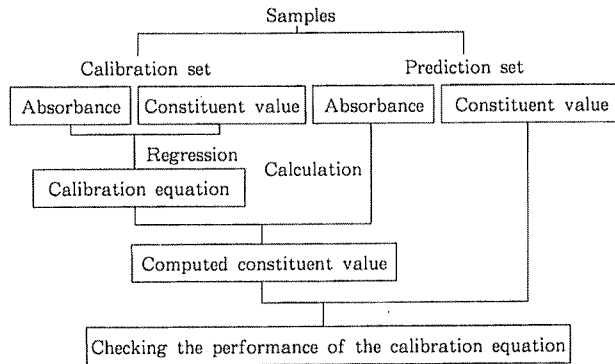 Samples
Calibration set Prediction set
Absorbance Constituent value Absorbance Constituent value
Regression
Calculation
Calibration equation
Computed constituent value
Checking the performance of the calibration equation